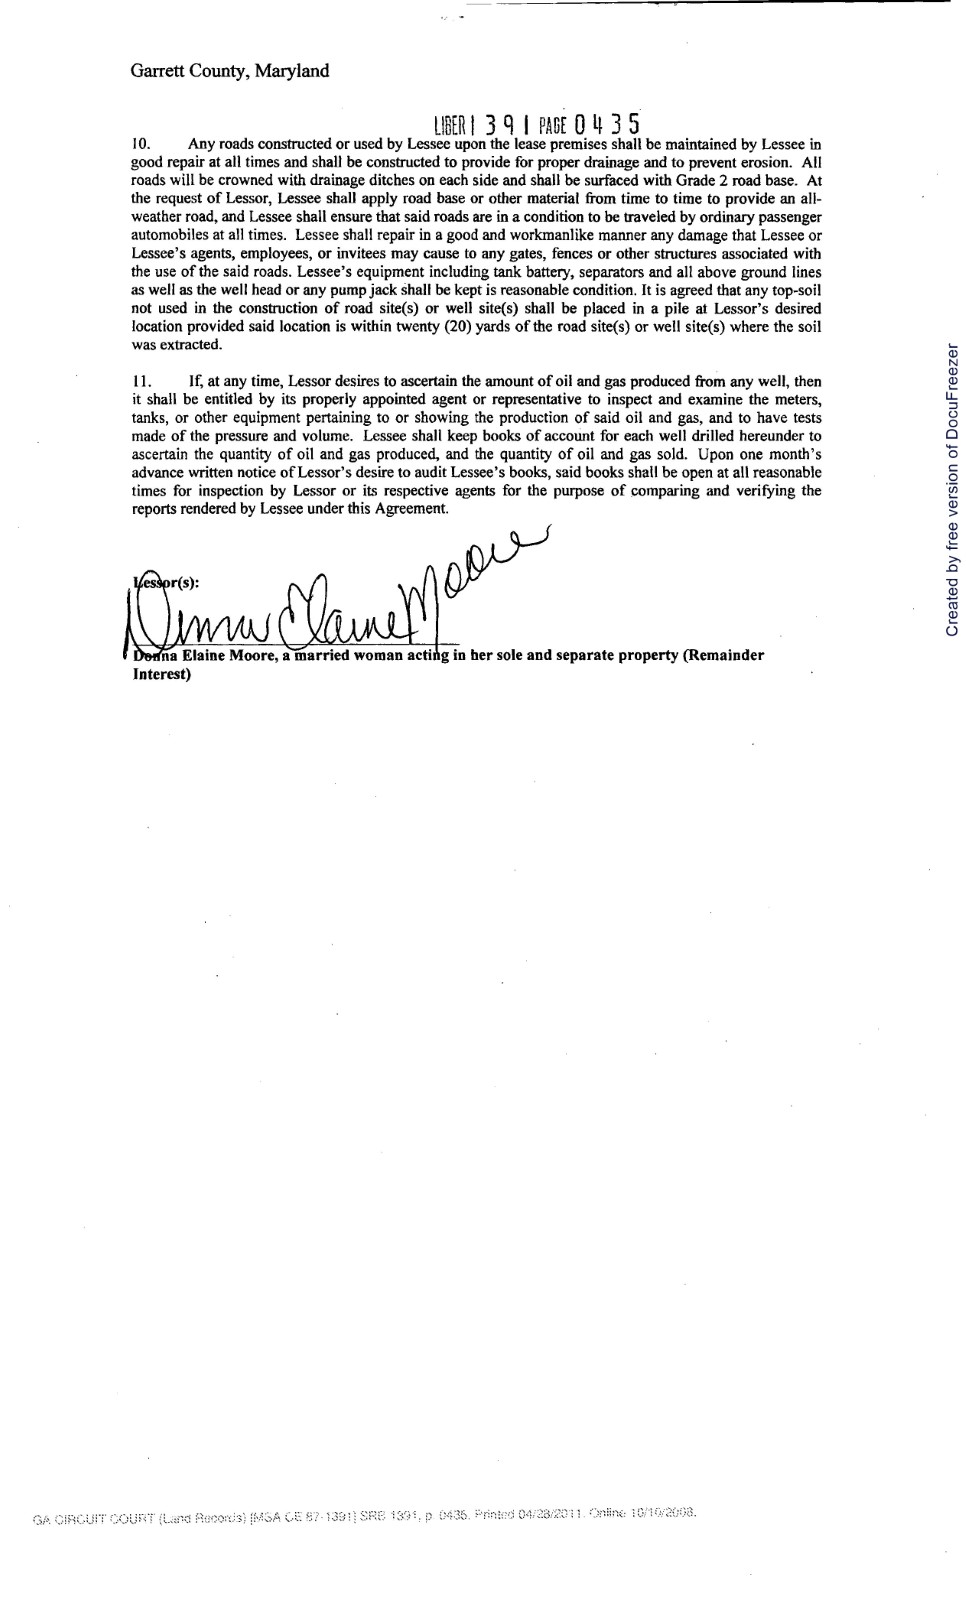 Garrett County, Maryland
LIBER 1 3 9 1 PAGE 0 4 3 5
10. Any roads constructed or used by Lessee upon the lease premises shall be maintained by Lessee in
good repair at all times and shall be constructed to provide for proper drainage and to prevent erosion. All
roads will be crowned with drainage ditches on each side and shall be surfaced with Grade 2 road base. At
the request of Lessor, Lessee shall apply road base or other material from time to time to provide an all-
weather road, and Lessee shall ensure that said roads are in a condition to be traveled by ordinary passenger
automobiles at all times. Lessee shall repair in a good and workmanlike manner any damage that Lessee or
Lessee's agents, employees, or invitees may cause to any gates, fences or other structures associated with
the use of the said roads. Lessee's equipment including tank battery, separators and all above ground lines
as well as the well head or any pump jack shall be kept is reasonable condition. It is agreed that any top-soil
not used in the construction of road site(s) or well site(s) shall be placed in a pile at Lessor's desired
location provided said location is within twenty (20) yards of the road site(s) or well site(s) where the soil
was extracted.
11. If, at any time, Lessor desires to ascertain the amount of oil and gas produced from any well, then
it shall be entitled by its properly appointed agent or representative to inspect and examine the meters,
tanks, or other equipment pertaining to or showing the production of said oil and gas, and to have tests
made of the pressure and volume. Lessee shall keep books of account for each well drilled hereunder to
ascertain the quantity of oil and gas produced, and the quantity of oil and gas sold. Upon one month's
advance written notice of Lessor's desire to audit Lessee's books, said books shall be open at all reasonable
times for inspection by Lessor or its respective agents for the purpose of comparing and verifying the
reports rendered by Lessee under this Agreement.
Lessor(s):
Donna Elaine Moore
Donna Elaine Moore, a married woman acting in her sole and separate property (Remainder
Interest)
GA CIRCUIT COURT (Land Records) [MSA CE 87-1391] SRB 1391, p. 0435. Printed 04/28/2011. Online 10/10/2008.
Created by free version of DocuFreezer